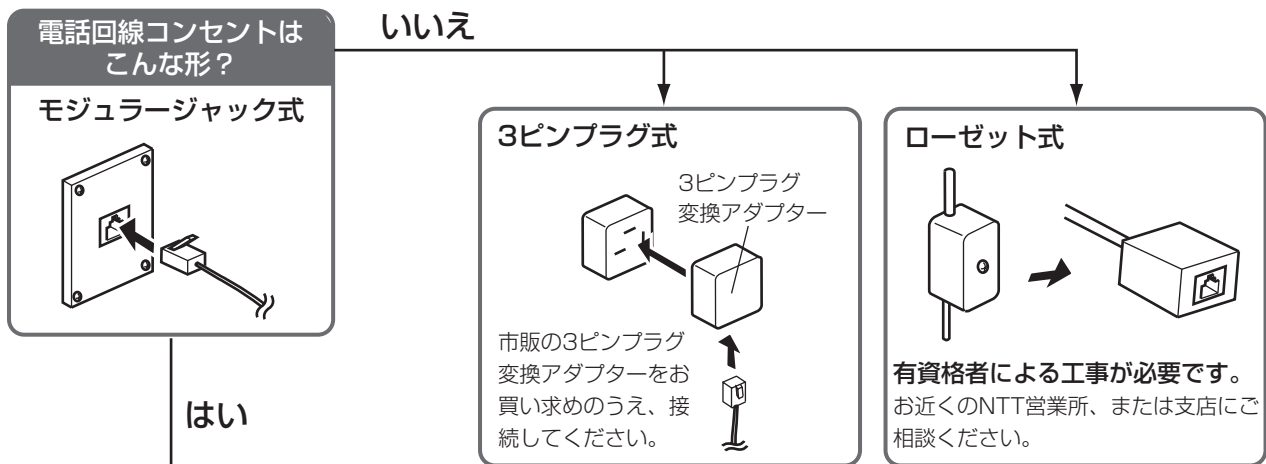 電話回線コンセントは
こんな形？
モジュラージャック式
いいえ
はい
3ピンプラグ式
3ピンプラグ
変換アダプター
市販の3ピンプラグ
変換アダプターをお
買い求めのうえ、接
続してください。
ローゼット式
有資格者による工事が必要です。
お近くのNTT営業所、または支店にご
相談ください。